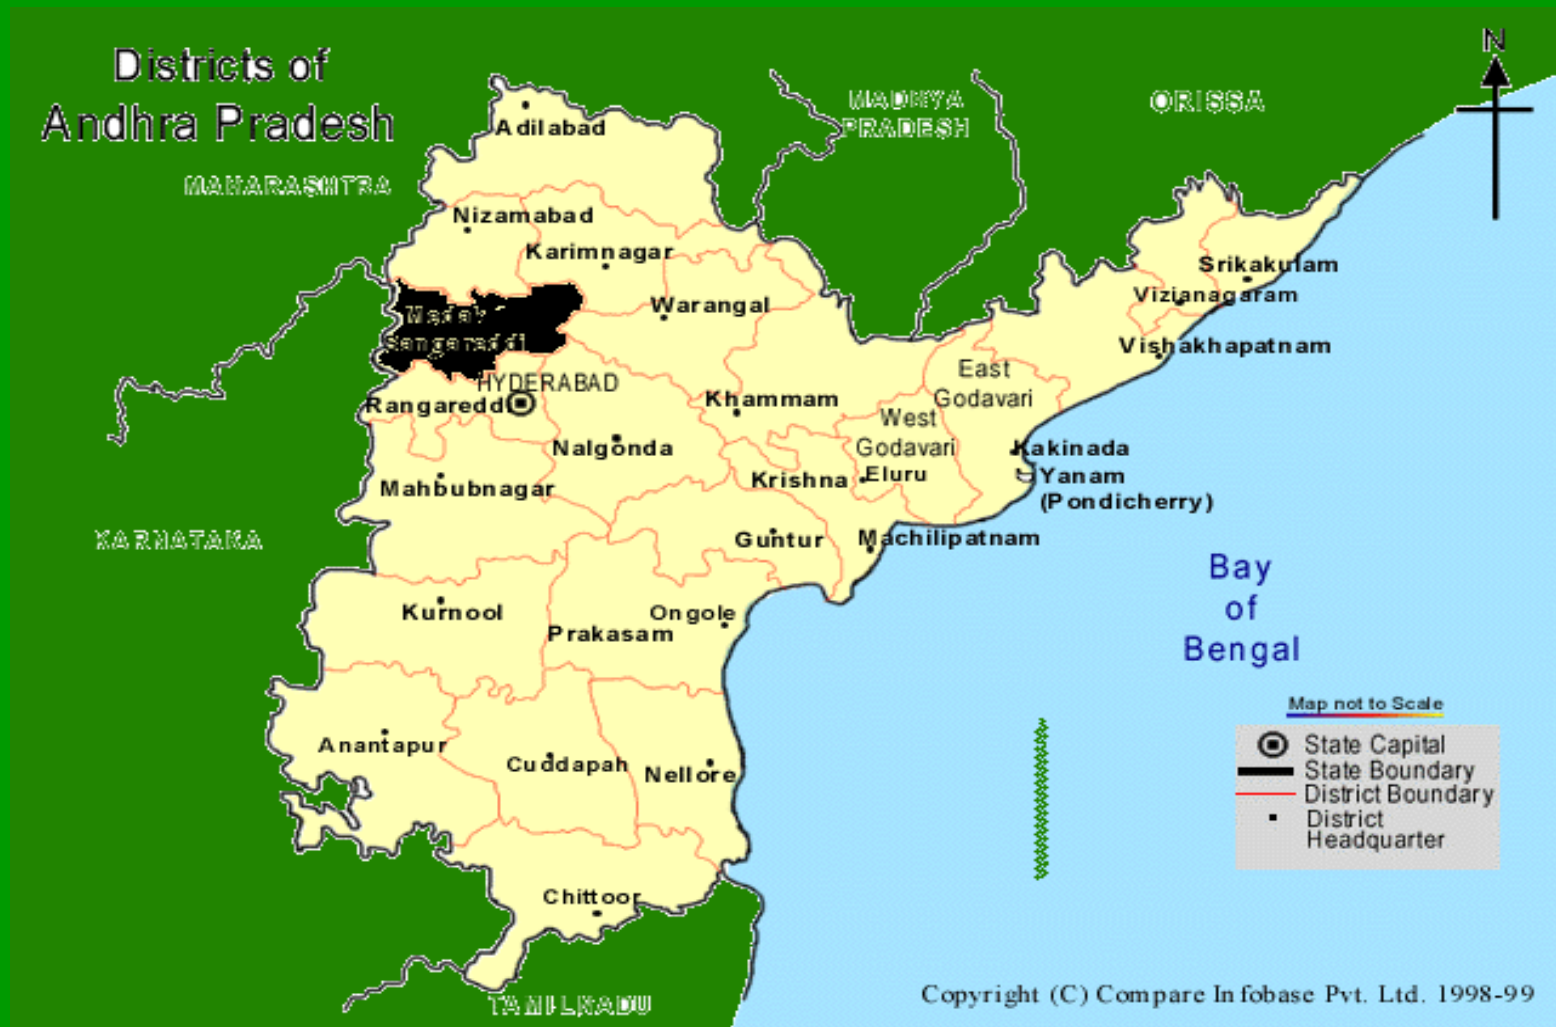 Districts of
Andhra Pradesh
N
MADHYA
PRADESH
ORISSA
MAHARASHTRA
Adilabad
Nizamabad
Karimnagar
Warangal
Medak
Sangareddi
HYDERABAD
Rangareddi
Srikakulam
Vizianagaram
Vishakhapatnam
East
Godavari
West
Godavari
Khammam
Nalgonda
Mahbubnagar
Krishna
Eluru
Kakinada
Yanam
(Pondicherry)
KARNATAKA
Guntur
Machilipatnam
Bay
of
Bengal
Kurnool
Ongole
Prakasam
Anantapur
Cuddapah
Nellore
Chittoor
TAMILNADU
Map not to Scale
State Capital
State Boundary
District Boundary
District
Headquarter
Copyright (C) Compare Infobase Pvt. Ltd. 1998-99